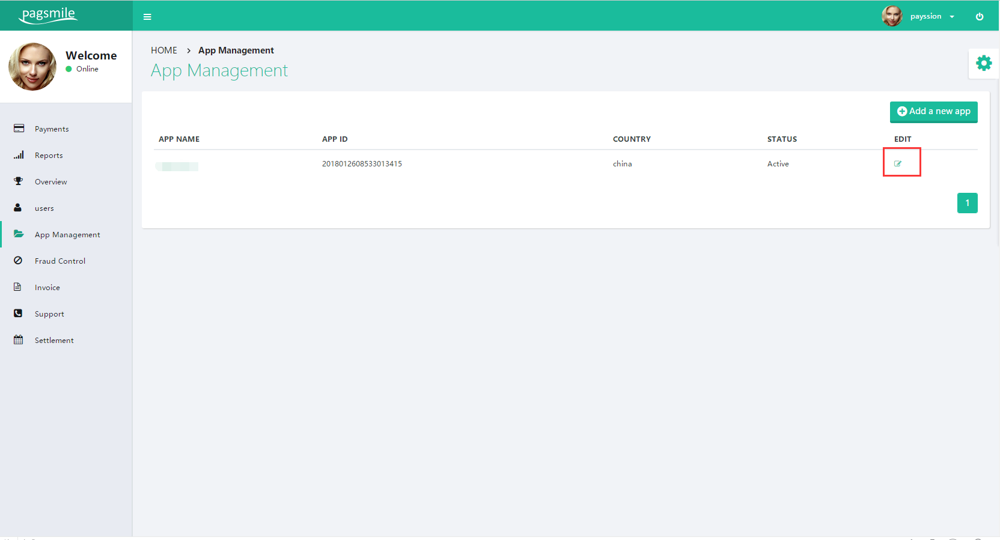 pagsmile
payssion
Welcome
Online
HOME > App Management
App Management
Add a new app
APP NAME APP ID COUNTRY STATUS EDIT
2018012608533013415 china Active
1
Payments
Reports
Overview
users
App Management
Fraud Control
Invoice
Support
Settlement